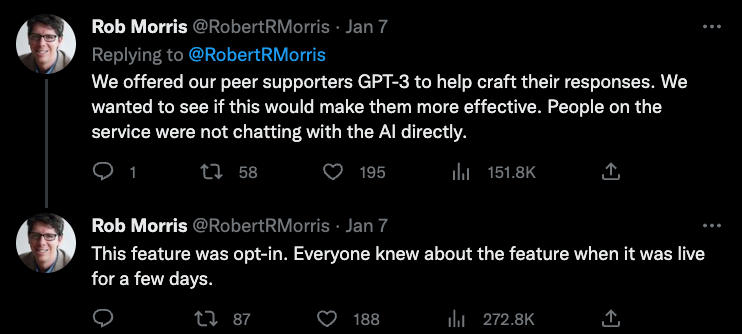 Rob Morris @RobertRMorris · Jan 7
Replying to @RobertRMorris
We offered our peer supporters GPT-3 to help craft their responses. We
wanted to see if this would make them more effective. People on the
service were not chatting with the AI directly.
1 58 195 151.8K
Rob Morris @RobertRMorris · Jan 7
This feature was opt-in. Everyone knew about the feature when it was live
for a few days.
87 188 272.8K